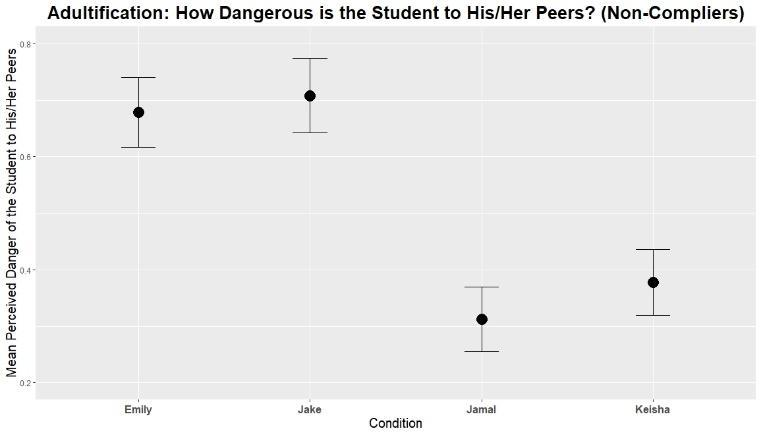 Adultification: How Dangerous is the Student to His/Her Peers? (Non-Compliers)
Mean Perceived Danger of the Student to His/Her Peers
0.8
0.6
0.4
0.2
Emily
Jake
Jamal
Keisha
Condition